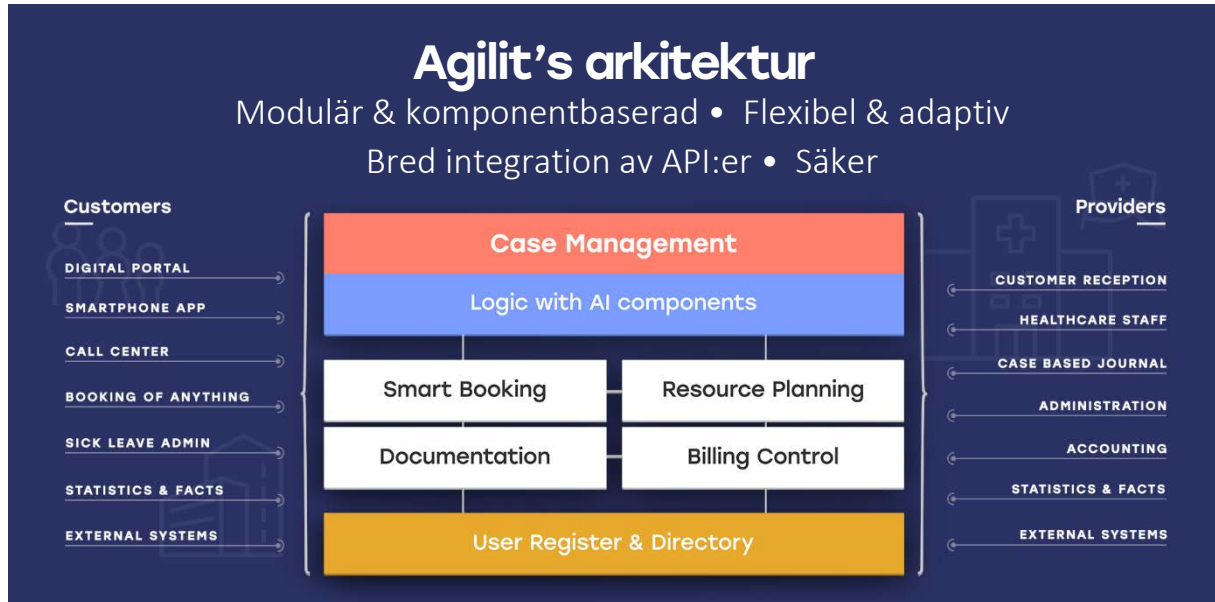 Agilit's arkitektur
Modulär & komponentbaserad • Flexibel & adaptiv
Bred integration av API:er • Säker
Customers
DIGITAL PORTAL
SMARTPHONE APP
CALL CENTER
BOOKING OF ANYTHING
SICK LEAVE ADMIN
STATISTICS & FACTS
EXTERNAL SYSTEMS
Case Management
Logic with AI components
Smart Booking
Resource Planning
Documentation
Billing Control
User Register & Directory
Providers
CUSTOMER RECEPTION
HEALTHCARE STAFF
CASE BASED JOURNAL
ADMINISTRATION
ACCOUNTING
STATISTICS & FACTS
EXTERNAL SYSTEMS